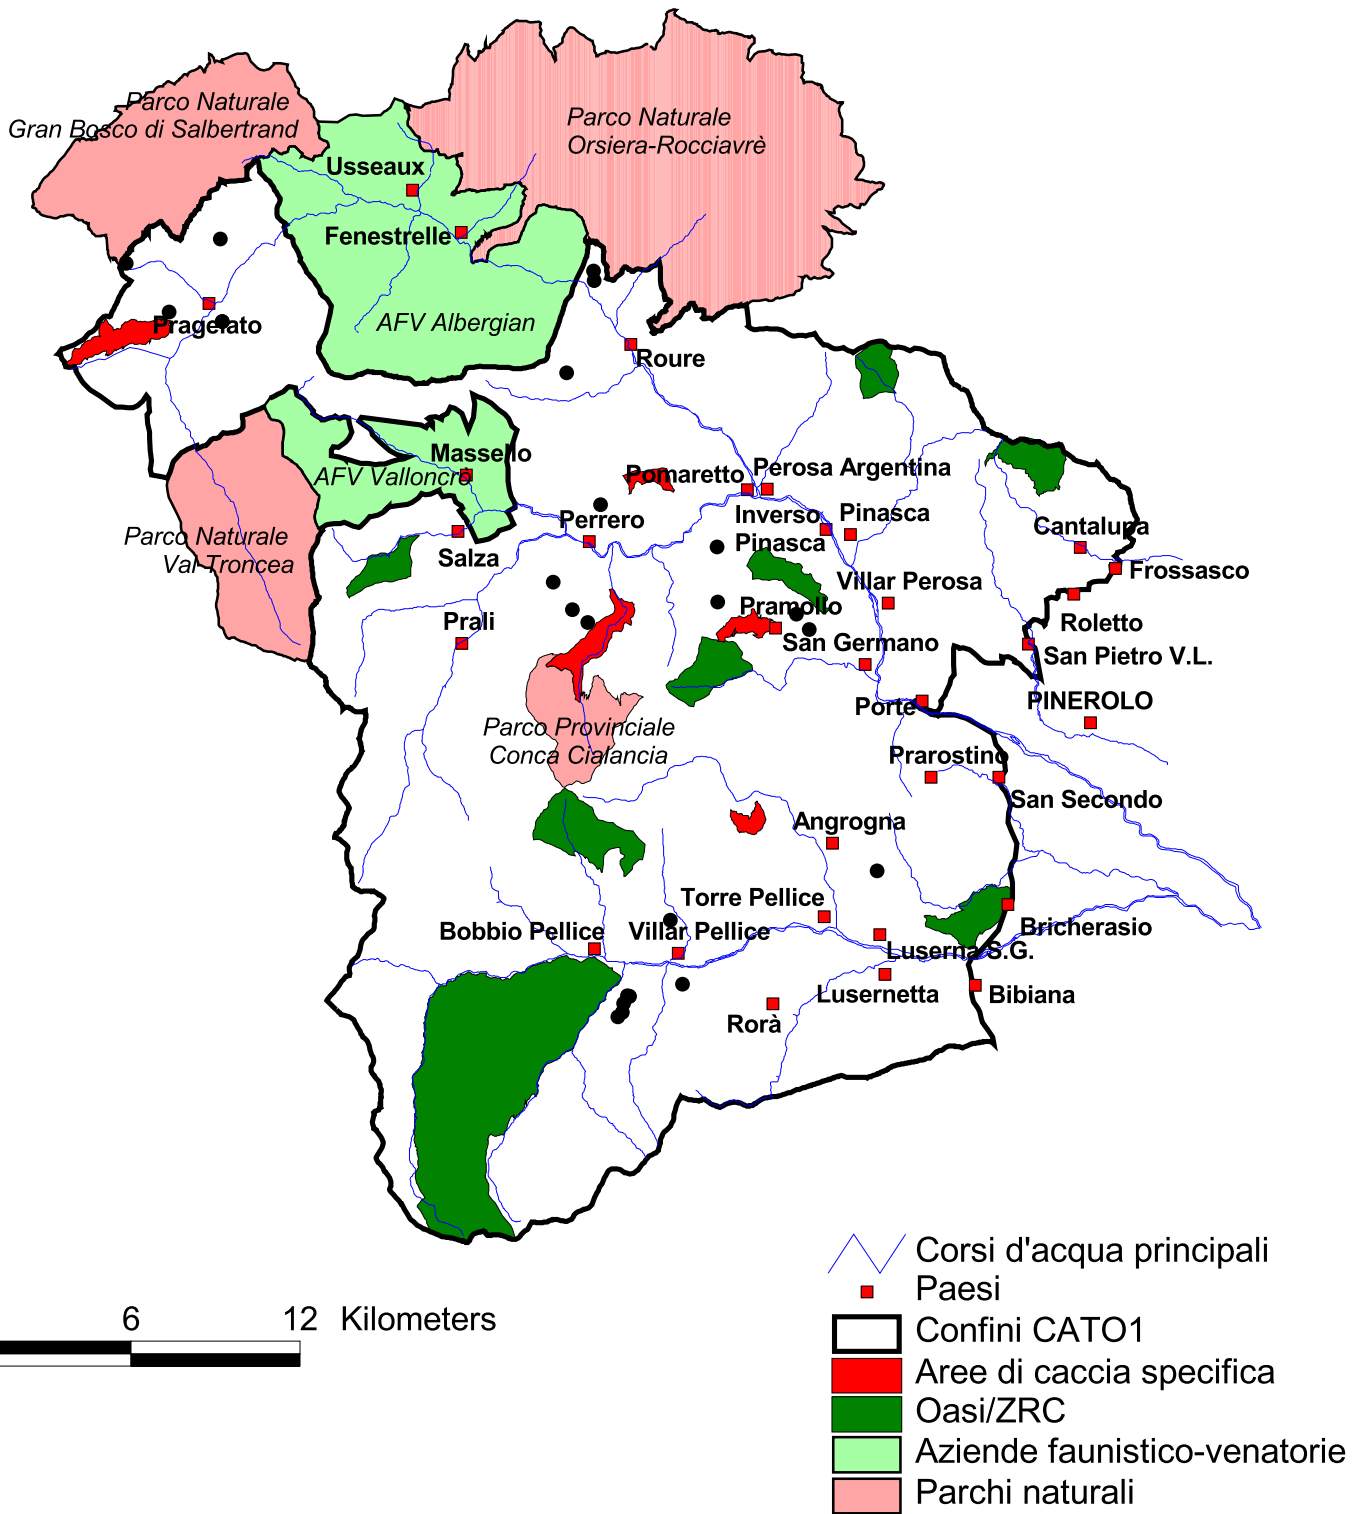 Parco Naturale
Gran Bosco di Salbertrand
Parco Naturale
Orsiera-Rocciavrè
Usseaux
Fenestrelle
AFV Albergian
Pragelato
Roure
Massello
AFV Valloncrè
Pomaretto
Perosa Argentina
Perrero
Inverso
Pinasca
Pinasca
Cantalupa
Parco Naturale
Val Troncea
Salza
Frossasco
Villar Perosa
Prali
Pramollo
Roletto
San Germano
San Pietro V.L.
Porte
PINEROLO
Parco Provinciale
Conca Cialancia
Prarostino
San Secondo
Angrogna
Torre Pellice
Bobbio Pellice
Villar Pellice
Bricherasio
Luserna S.G.
Lusernetta
Bibiana
Rorà
Corsi d'acqua principali
Paesi
6 12 Kilometers
Confini CATO1
Aree di caccia specifica
Oasi/ZRC
Aziende faunistico-venatorie
Parchi naturali